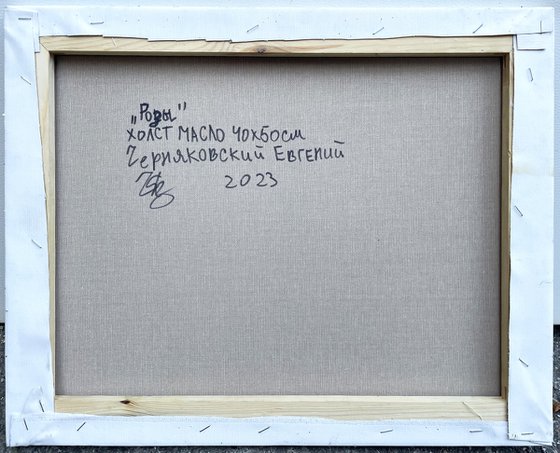 „Розы"
ХОЛСТ МАСЛО 40х50см
Черняковский Евгений
2023